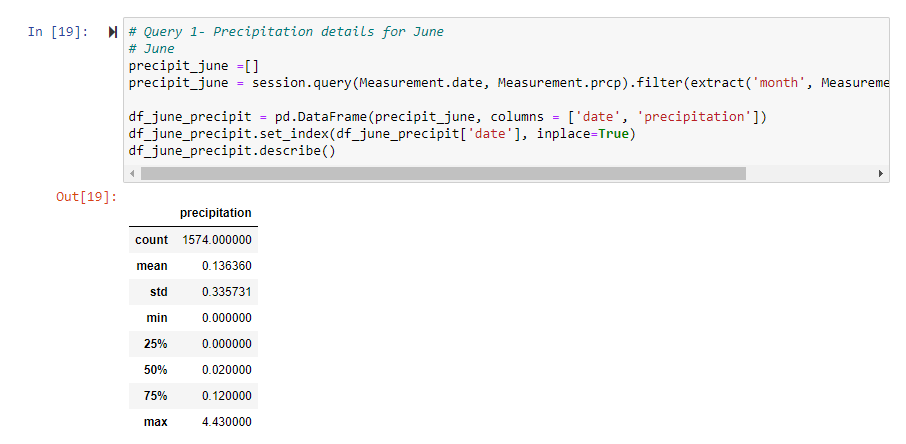 In [19]:
# Query 1- Precipitation details for June
# June
precipit_june =[]
precipit_june = session.query(Measurement.date, Measurement.prcp).filter(extract('month', Measureme
df_june_precipit = pd.DataFrame(precipit_june, columns = ['date', 'precipitation'])
df_june_precipit.set_index(df_june_precipit['date'], inplace=True)
df_june_precipit.describe()
Out[19]:
precipitation
count 1574.000000
mean 0.136360
std 0.335731
min 0.000000
25% 0.000000
50% 0.020000
75% 0.120000
max 4.430000